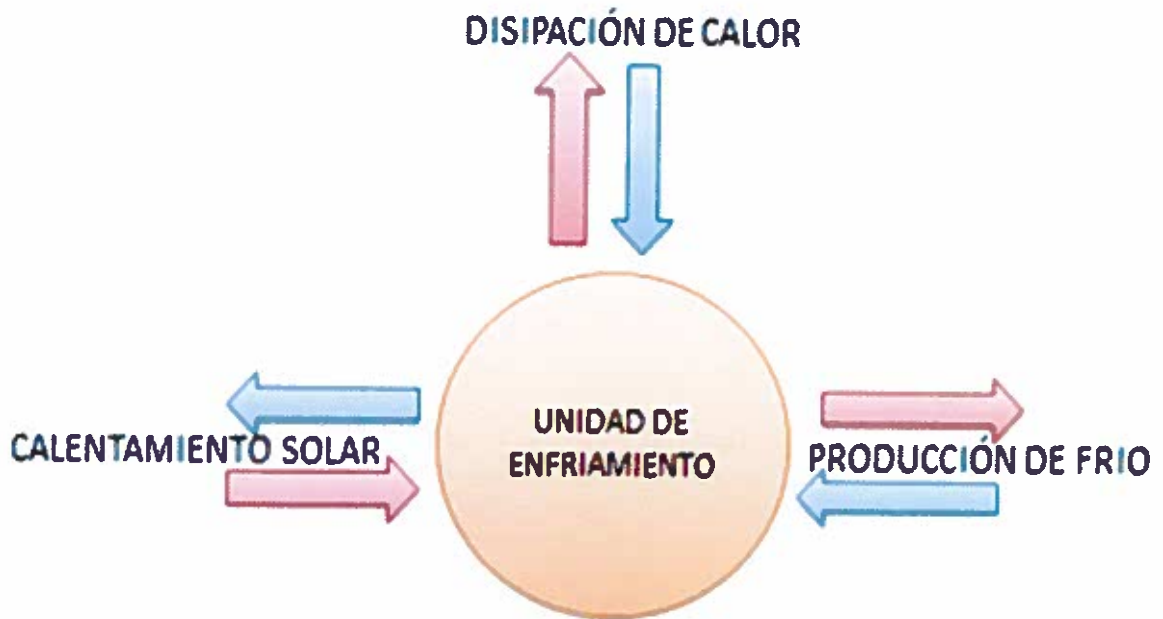 DISIPACIÓN DE CALOR
CALENTAMIENTO SOLAR
UNIDAD DE
ENFRIAMIENTO
PRODUCCIÓN DE FRIO